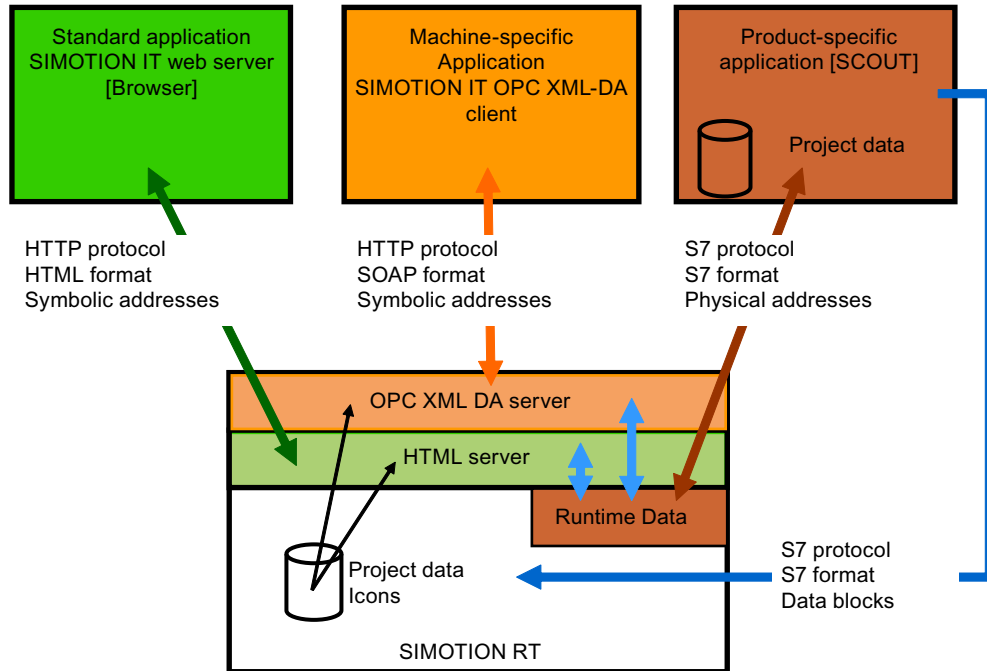 Standard application
SIMOTION IT web server
[Browser]
Machine-specific
Application
SIMOTION IT OPC XML-DA
client
Product-specific
application [SCOUT]
Project data
HTTP protocol
HTML format
Symbolic addresses
HTTP protocol
SOAP format
Symbolic addresses
S7 protocol
S7 format
Physical addresses
OPC XML DA server
HTML server
Runtime Data
Project data
Icons
S7 protocol
S7 format
Data blocks
SIMOTION RT